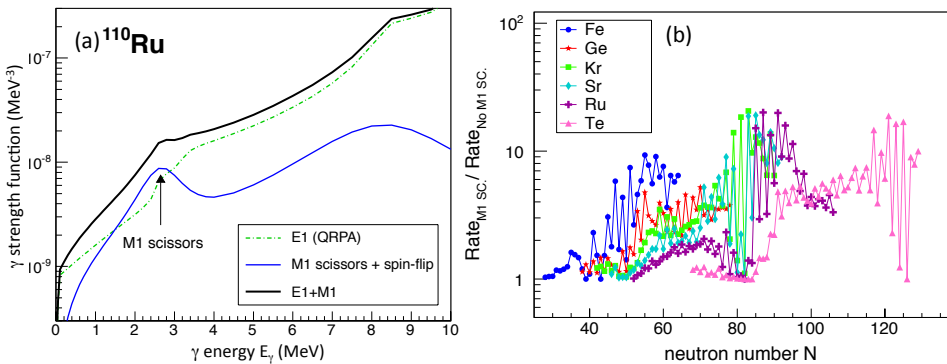 (a) ¹¹⁰Ru
γ strength function (MeV⁻³)
10⁻⁷
10⁻⁸
10⁻⁹
M1 scissors
E1 (QRPA)
M1 scissors + spin-flip
E1+M1
0 1 2 3 4 5 6 7 8 9 10
γ energy Eγ (MeV)
(b)
Fe
Ge
Kr
Sr
Ru
Te
Rate_M1 SC. / Rate_No M1 SC.
10²
10
1
40 60 80 100 120
neutron number N